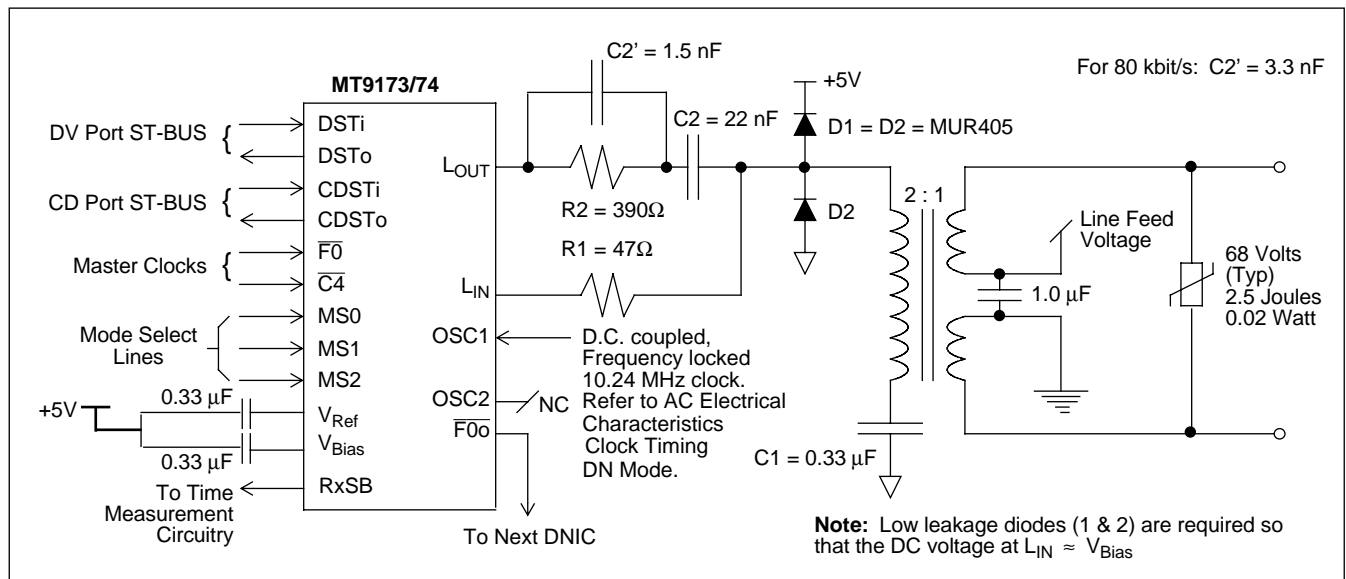 C2' = 1.5 nF
For 80 kbit/s: C2' = 3.3 nF
MT9173/74
+5V
DV Port ST-BUS {
DSTi
DSTo
C2 = 22 nF
D1 = D2 = MUR405
LOUT
CD Port ST-BUS {
CDSTi
CDSTo
R2 = 390Ω
D2
2 : 1
Line Feed
Voltage
Master Clocks {
F0
C4
R1 = 47Ω
LIN
68 Volts
(Typ)
2.5 Joules
0.02 Watt
1.0 µF
Mode Select
Lines
MS0
MS1
MS2
OSC1
D.C. coupled,
Frequency locked
10.24 MHz clock.
Refer to AC Electrical
Characteristics
Clock Timing
DN Mode.
OSC2
NC
+5V
0.33 µF
VRef
VBias
0.33 µF
F0o
C1 = 0.33 µF
RxSB
To Time
Measurement
Circuitry
To Next DNIC
Note: Low leakage diodes (1 & 2) are required so
that the DC voltage at LIN ≈ VBias